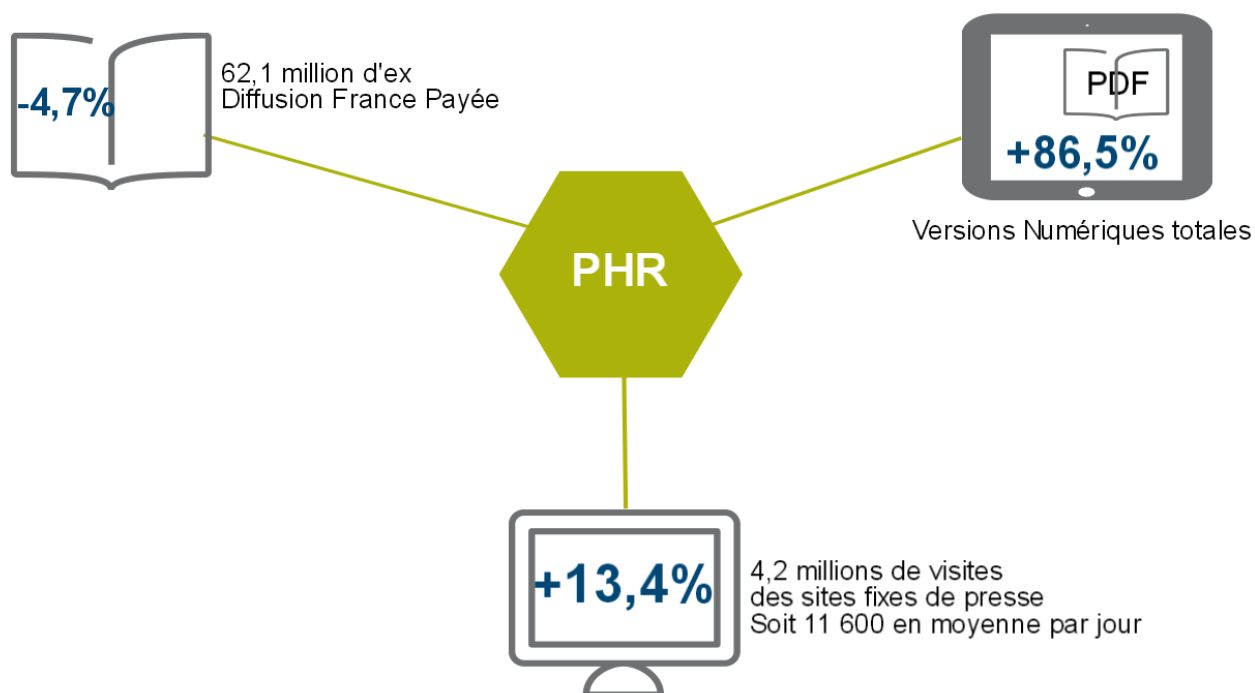 -4,7%
62,1 million d'ex
Diffusion France Payée
PDF
+86,5%
Versions Numériques totales
PHR
+13,4%
4,2 millions de visites
des sites fixes de presse
Soit 11 600 en moyenne par jour